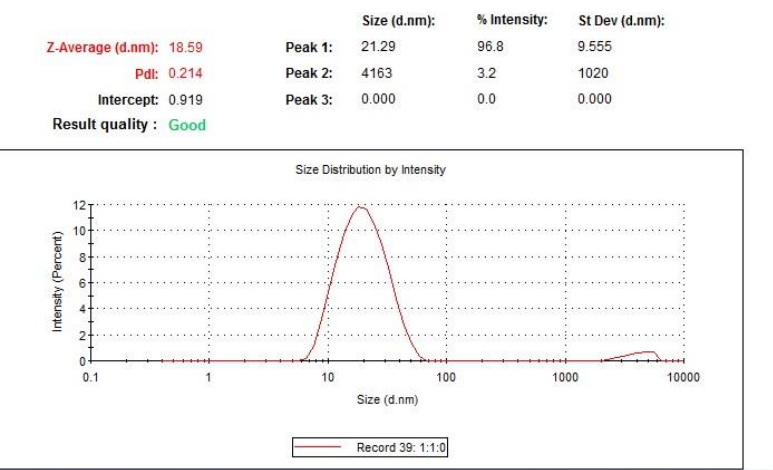 Size (d.nm): % Intensity: St Dev (d.nm):
Z-Average (d.nm): 18.59 Peak 1: 21.29 96.8 9.555
PdI: 0.214 Peak 2: 4163 3.2 1020
Intercept: 0.919 Peak 3: 0.000 0.0 0.000
Result quality : Good
Size Distribution by Intensity
12
10
8
6
4
2
0
Intensity (Percent)
0.1 1 10 100 1000 10000
Size (d.nm)
Record 39: 1:1:0